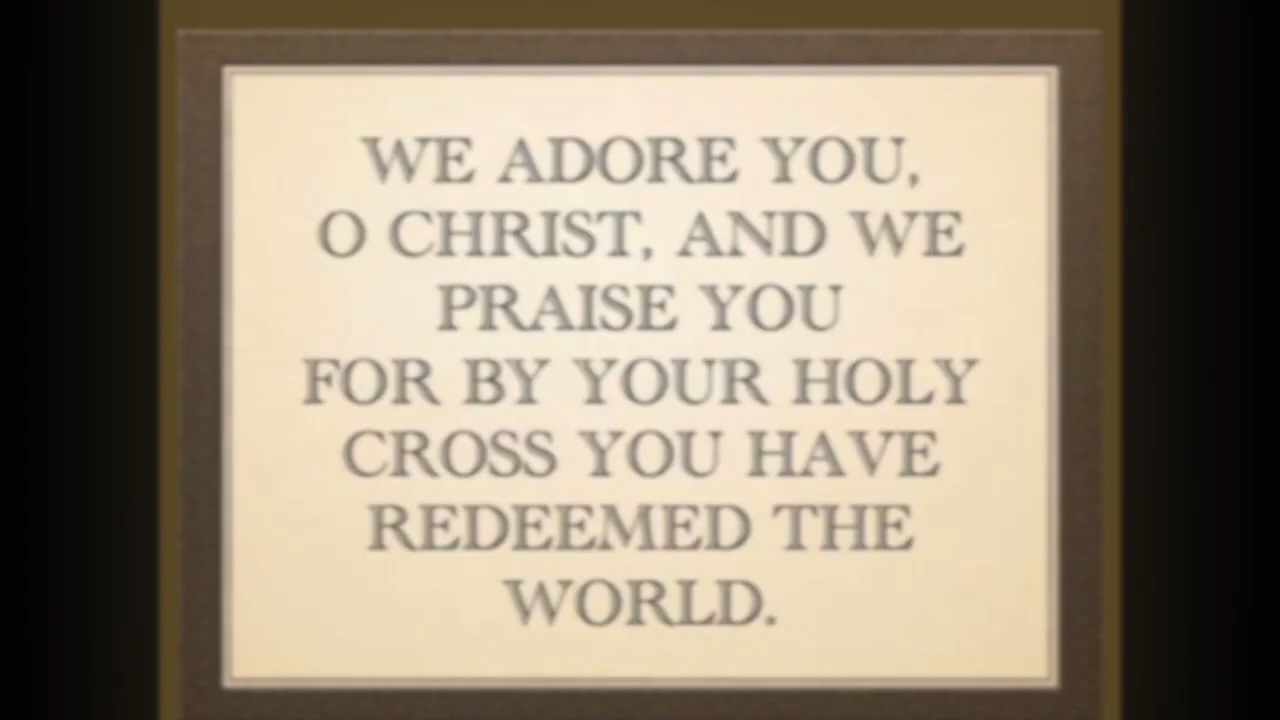 WE ADORE YOU,
O CHRIST, AND WE
PRAISE YOU
FOR BY YOUR HOLY
CROSS YOU HAVE
REDEEMED THE
WORLD.